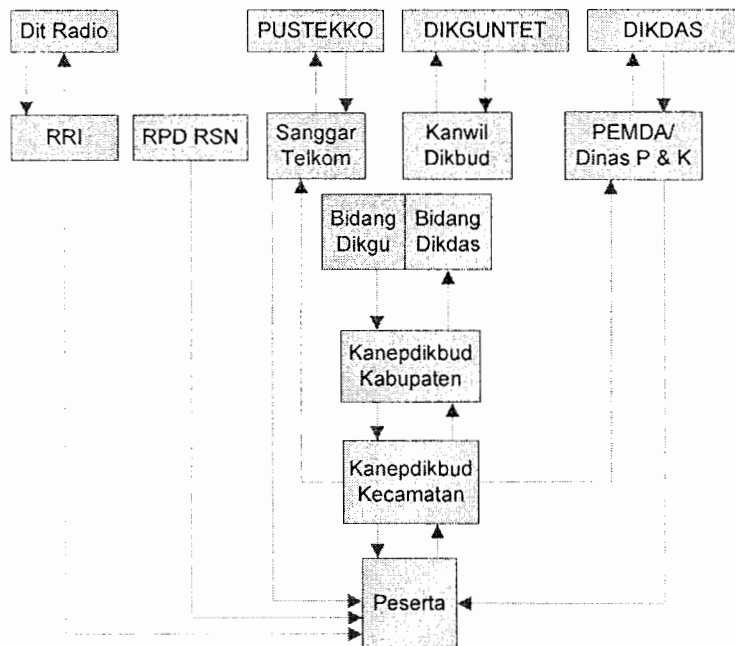 Dit Radio
PUSTEKKO
DIKGUNTET
DIKDAS
RRI
RPD RSN
Sanggar
Telkom
Kanwil
Dikbud
PEMDA/
Dinas P & K
Bidang
Dikgu
Bidang
Dikdas
Kanepdikbud
Kabupaten
Kanepdikbud
Kecamatan
Peserta